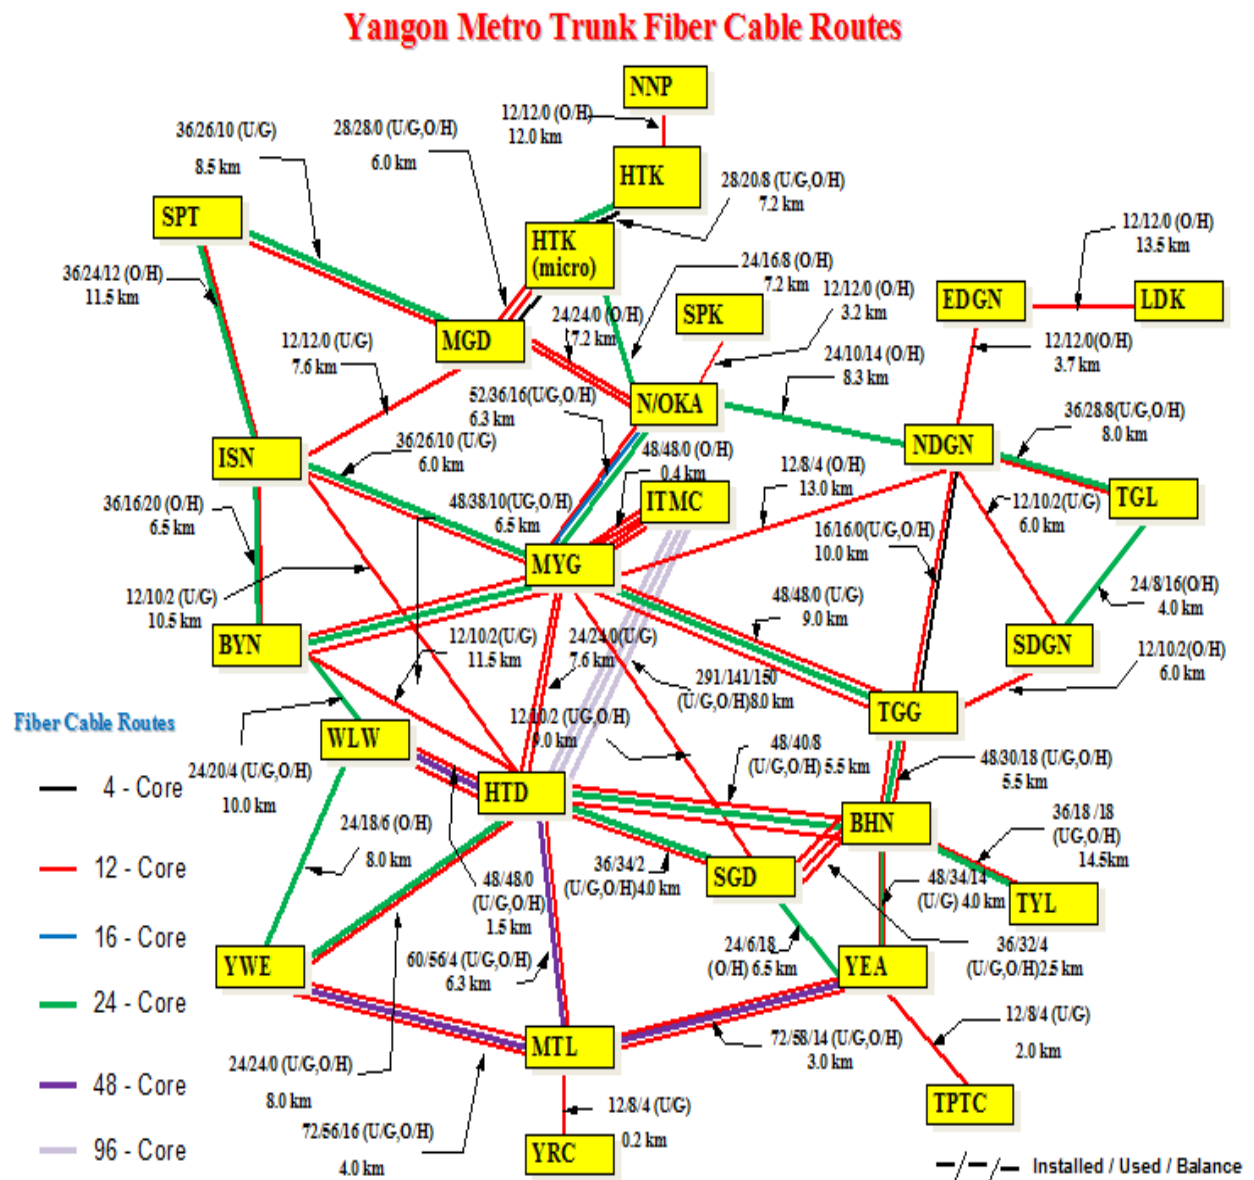 Yangon Metro Trunk Fiber Cable Routes
NNP
12/12/0 (O/H)
12.0 km
36/26/10 (U/G)
8.5 km
28/28/0 (U/G,O/H)
6.0 km
HTK
28/20/8 (U/G,O/H)
7.2 km
SPT
HTK
(micro)
12/12/0 (O/H)
13.5 km
36/24/12 (O/H)
11.5 km
24/16/8 (O/H)
7.2 km
12/12/0 (O/H)
3.2 km
EDGN
LDK
SPK
24/24/0 (O/H)
7.2 km
MGD
12/12/0 (U/G)
7.6 km
24/10/14 (O/H)
8.3 km
12/12/0(O/H)
3.7 km
52/36/16(U/G,O/H)
6.3 km
N/OKA
36/28/8(U/G,O/H)
8.0 km
ISN
36/26/10 (U/G)
6.0 km
48/48/0 (O/H)
0.4 km
NDGN
12/8/4 (O/H)
13.0 km
ITMC
TGL
36/16/20 (O/H)
6.5 km
48/38/10(UG,O/H)
6.5 km
12/10/2(U/G)
6.0 km
16/16/0(U/G,O/H)
10.0 km
MYG
12/10/2 (U/G)
10.5 km
24/8/16(O/H)
4.0 km
48/48/0 (U/G)
9.0 km
BYN
12/10/2(U/G)
11.5 km
24/24/0(U/G)
7.6 km
SDGN
12/10/2(O/H)
6.0 km
291/141/150
(U/G,O/H)8.0 km
TGG
Fiber Cable Routes
12/10/2 (UG,O/H)
9.0 km
WLW
48/40/8
(U/G,O/H) 5.5 km
48/30/18 (U/G,O/H)
5.5 km
4 - Core
24/20/4 (U/G,O/H)
10.0 km
HTD
BHN
36/18 /18
(UG,O/H)
14.5km
24/18/6 (O/H)
8.0 km
12 - Core
36/34/2
(U/G,O/H)4.0 km
SGD
48/34/14
(U/G) 4.0 km
TYL
48/48/0
(U/G,O/H)
1.5 km
16 - Core
YWE
60/56/4 (U/G,O/H)
6.3 km
24/6/18
(O/H) 6.5 km
YEA
36/32/4
(U/G,O/H)2.5 km
24 - Core
MTL
72/58/14 (U/G,O/H)
3.0 km
12/8/4 (U/G)
2.0 km
24/24/0 (U/G,O/H)
8.0 km
48 - Core
12/8/4 (U/G)
0.2 km
TPTC
72/56/16 (U/G,O/H)
4.0 km
96 - Core
YRC
Installed / Used / Balance